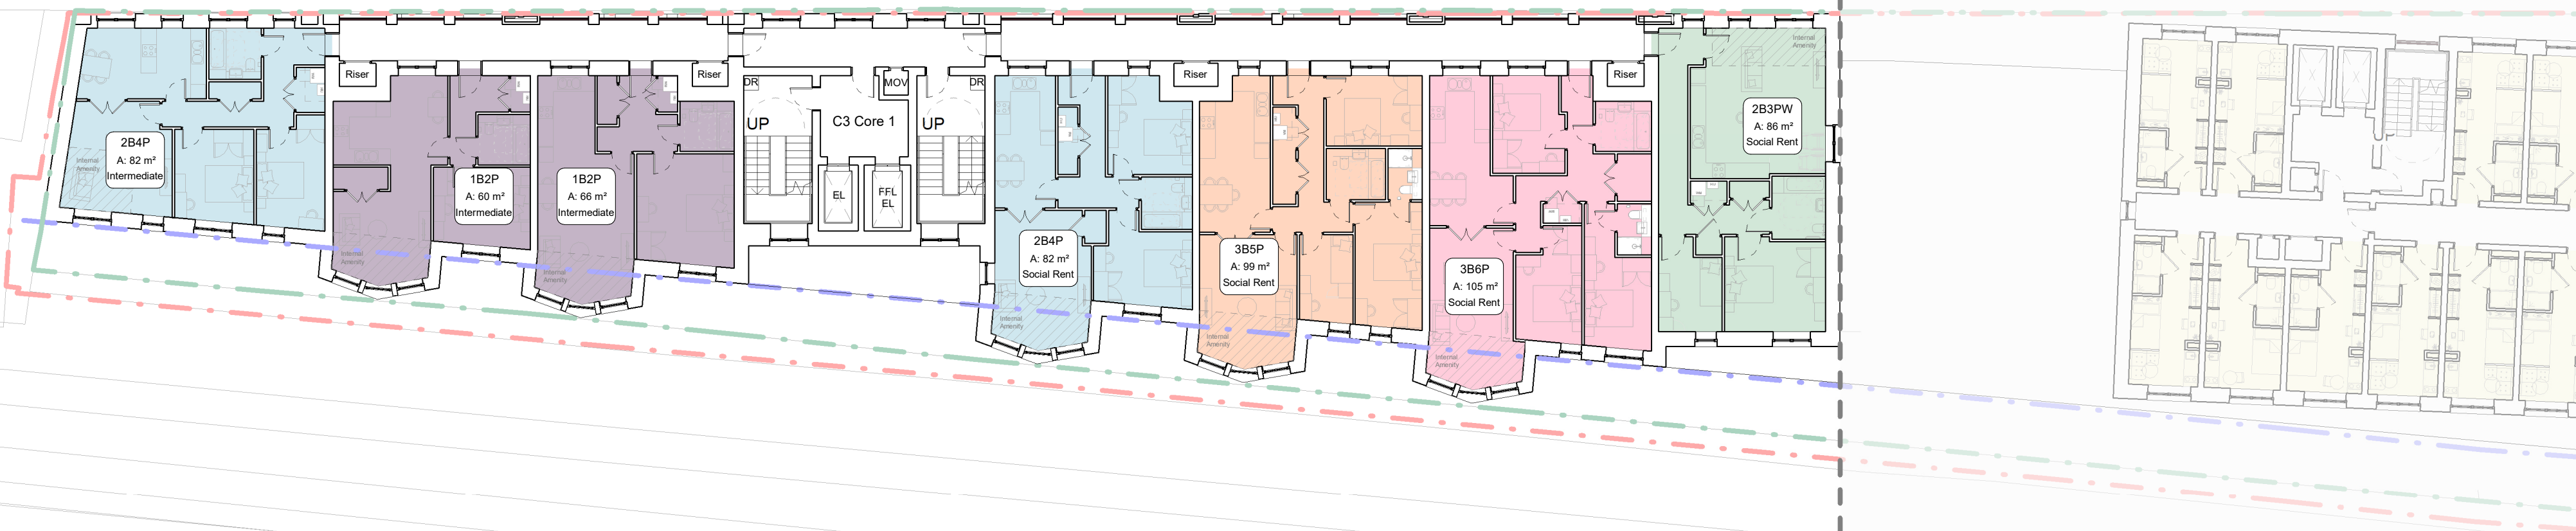 Riser
Riser
DR
MOV
DR
Riser
Riser
Internal
Amenity
UP
C3 Core 1
UP
2B4P
A: 82 m²
Intermediate
Internal
Amenity
1B2P
A: 60 m²
Intermediate
1B2P
A: 66 m²
Intermediate
EL
FFL
EL
2B3PW
A: 86 m²
Social Rent
2B4P
A: 82 m²
Social Rent
3B5P
A: 99 m²
Social Rent
3B6P
A: 105 m²
Social Rent
Internal
Amenity
Internal
Amenity
Internal
Amenity
Internal
Amenity
Internal
Amenity